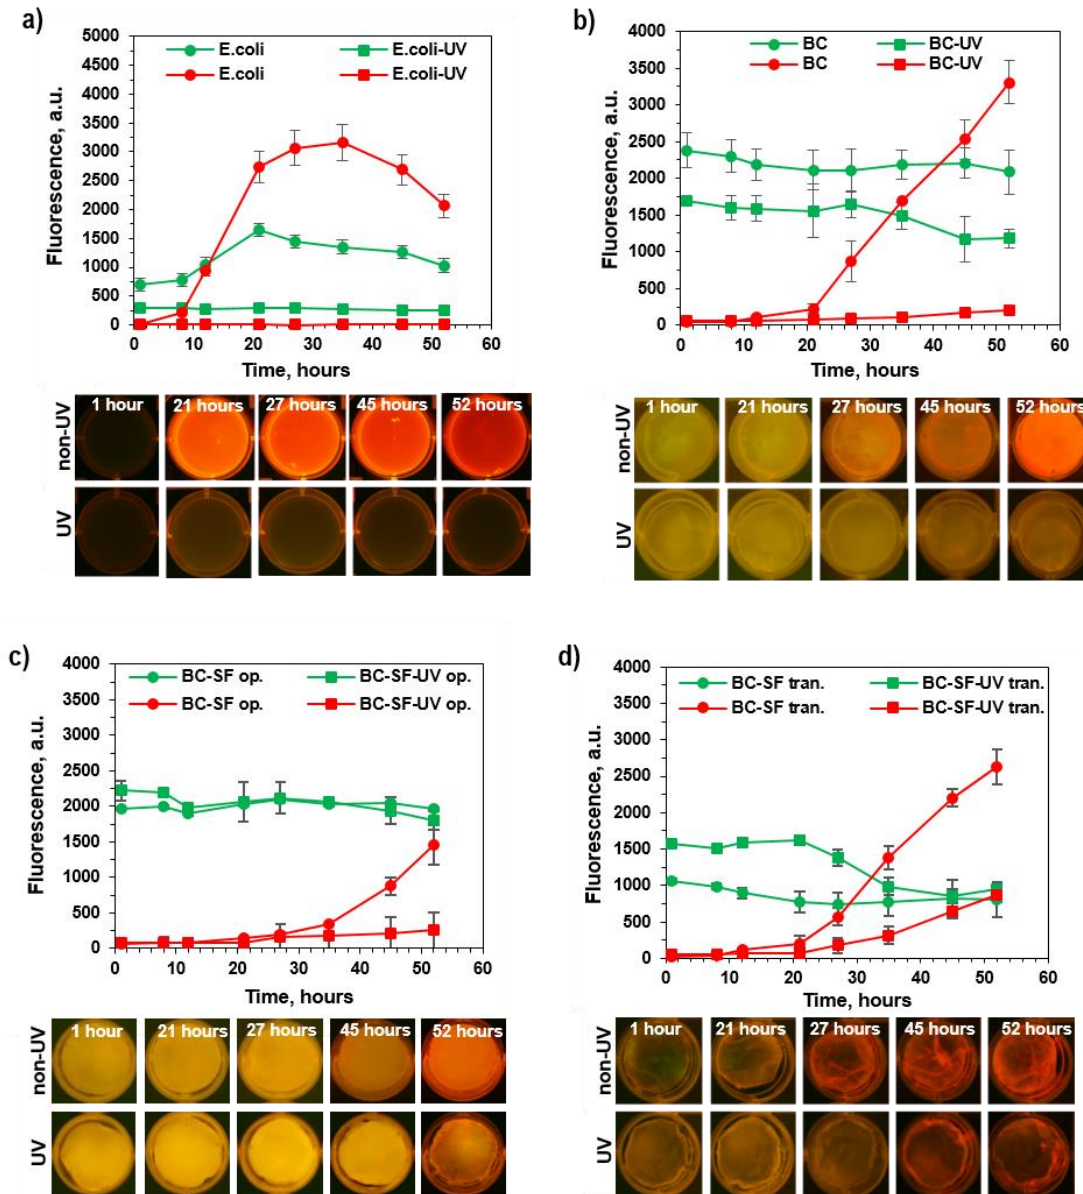 a)
5000
4500
4000
3500
3000
2500
2000
1500
1000
500
0
Fluorescence, a.u.
E.coli
E.coli-UV
E.coli
E.coli-UV
0 10 20 30 40 50 60
Time, hours
non-UV
1 hour 21 hours 27 hours 45 hours 52 hours
UV
b)
4000
3500
3000
2500
2000
1500
1000
500
0
Fluorescence, a.u.
BC
BC-UV
BC
BC-UV
0 10 20 30 40 50 60
Time, hours
non-UV
1 hour 21 hours 27 hours 45 hours 52 hours
UV
c)
4000
3500
3000
2500
2000
1500
1000
500
0
Fluorescence, a.u.
BC-SF op.
BC-SF-UV op.
BC-SF op.
BC-SF-UV op.
0 10 20 30 40 50 60
Time, hours
non-UV
1 hour 21 hours 27 hours 45 hours 52 hours
UV
d)
4000
3500
3000
2500
2000
1500
1000
500
0
Fluorescence, a.u.
BC-SF tran.
BC-SF-UV tran.
BC-SF tran.
BC-SF-UV tran.
0 10 20 30 40 50 60
Time, hours
non-UV
1 hour 21 hours 27 hours 45 hours 52 hours
UV